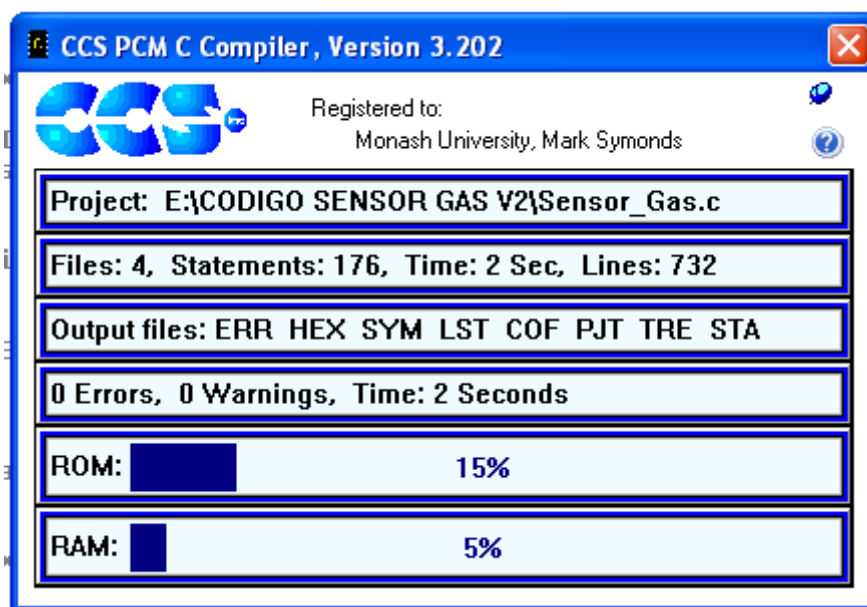 CCS PCM C Compiler, Version 3.202
CCS, Inc
Registered to:
Monash University, Mark Symonds
Project: E:\CODIGO SENSOR GAS V2\Sensor_Gas.c
Files: 4, Statements: 176, Time: 2 Sec, Lines: 732
Output files: ERR HEX SYM LST COF PJT TRE STA
0 Errors, 0 Warnings, Time: 2 Seconds
ROM: 15%
RAM: 5%